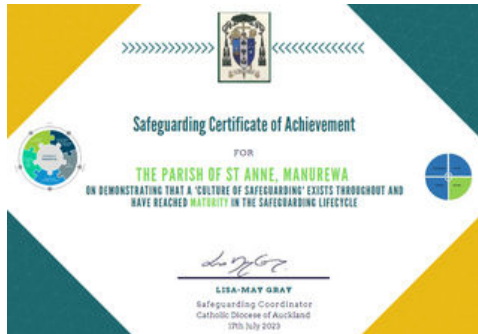 Safeguarding Certificate of Achievement
FOR
THE PARISH OF ST ANNE, MANUREWA
ON DEMONSTRATING THAT A 'CULTURE OF SAFEGUARDING' EXISTS THROUGHOUT AND
HAVE REACHED MATURITY IN THE SAFEGUARDING LIFECYCLE
LISA-MAY GRAY
Safeguarding Coordinator
Catholic Diocese of Auckland
17th July 2023